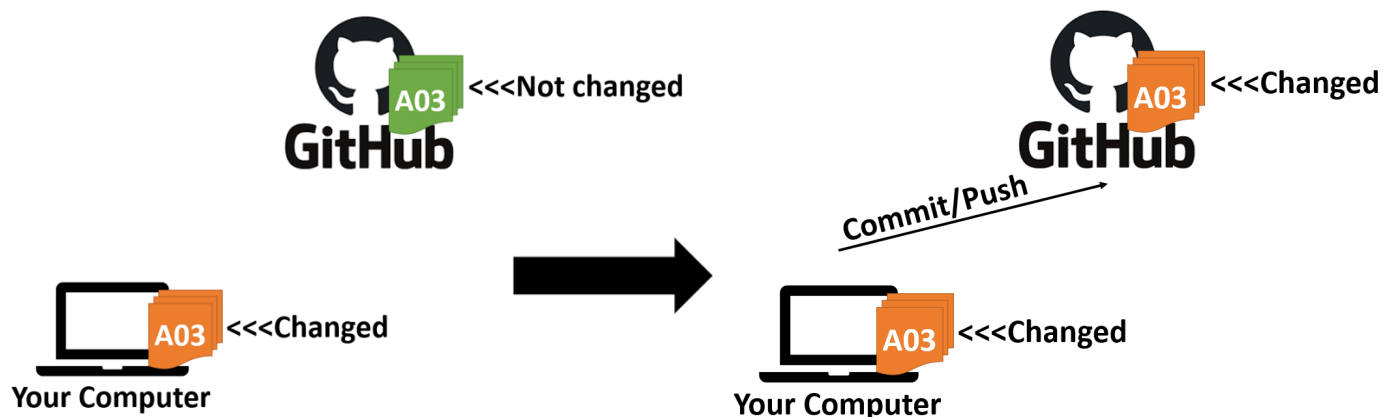 A03
<<<Not changed
GitHub
A03
<<<Changed
Your Computer
A03
<<<Changed
GitHub
Commit/Push
A03
<<<Changed
Your Computer